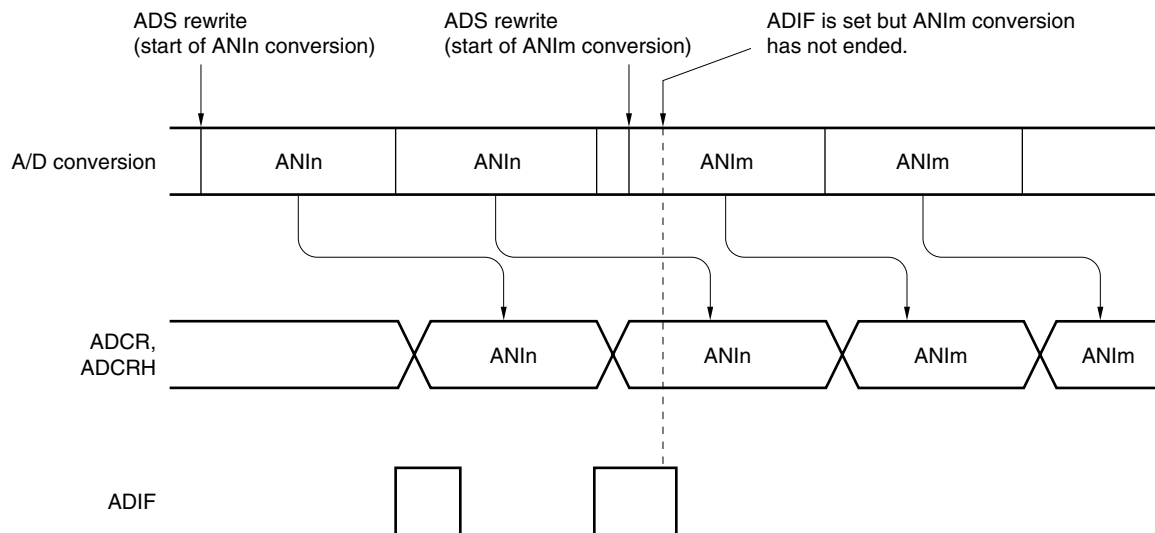 ADS rewrite
(start of ANIn conversion)
ADS rewrite
(start of ANIm conversion)
ADIF is set but ANIm conversion
has not ended.
A/D conversion
ANIn
ANIn
ANIm
ANIm
ADCR,
ADCRH
ANIn
ANIn
ANIm
ANIm
ADIF